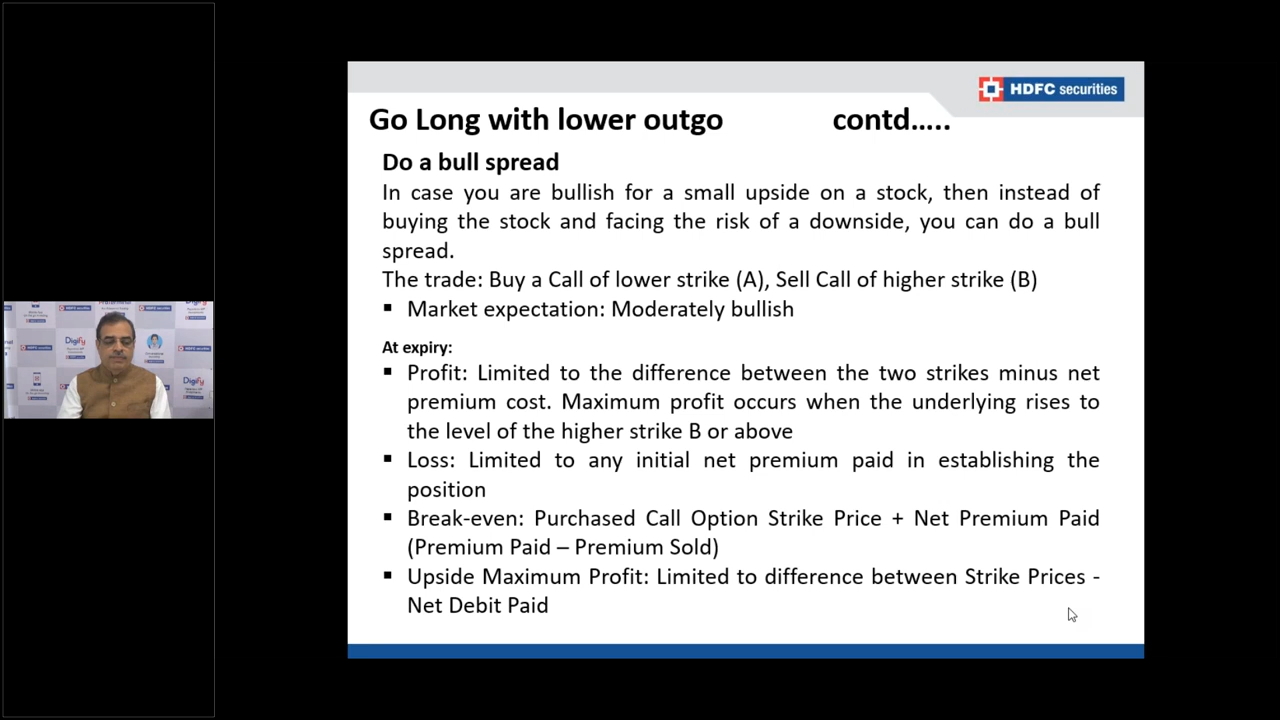 HDFC securities
Go Long with lower outgo contd…..
Do a bull spread
In case you are bullish for a small upside on a stock, then instead of
buying the stock and facing the risk of a downside, you can do a bull
spread.
The trade: Buy a Call of lower strike (A), Sell Call of higher strike (B)
▪ Market expectation: Moderately bullish
At expiry:
▪ Profit: Limited to the difference between the two strikes minus net
premium cost. Maximum profit occurs when the underlying rises to
the level of the higher strike B or above
▪ Loss: Limited to any initial net premium paid in establishing the
position
▪ Break-even: Purchased Call Option Strike Price + Net Premium Paid
(Premium Paid – Premium Sold)
▪ Upside Maximum Profit: Limited to difference between Strike Prices -
Net Debit Paid
Digify
Digify
Digify